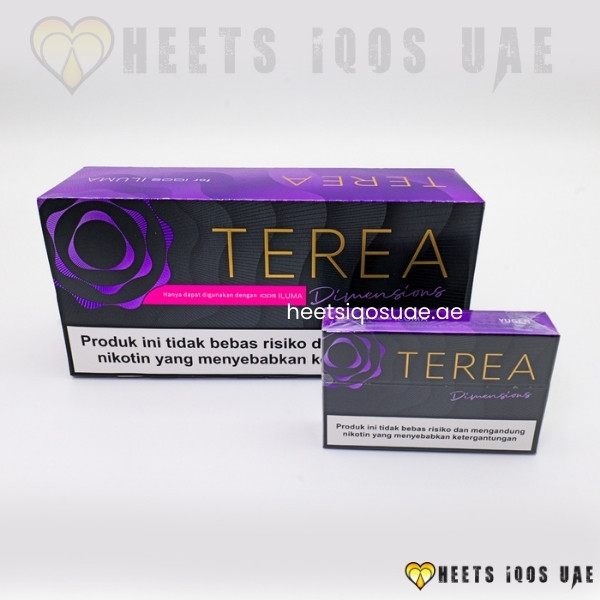 HEETS iQOS UAE
for IQOS ILUMA
TEREA
TEREA
Hanya dapat digunakan dengan IQOS ILUMA
Dimensions
heetsiqosuae.ae
Produk ini tidak bebas risiko d
nikotin yang menyebabkan ke
TEREA
Dimensions
Produk ini tidak bebas risiko dan mengandung
nikotin yang menyebabkan ketergantungan
HEETS iQOS UAE